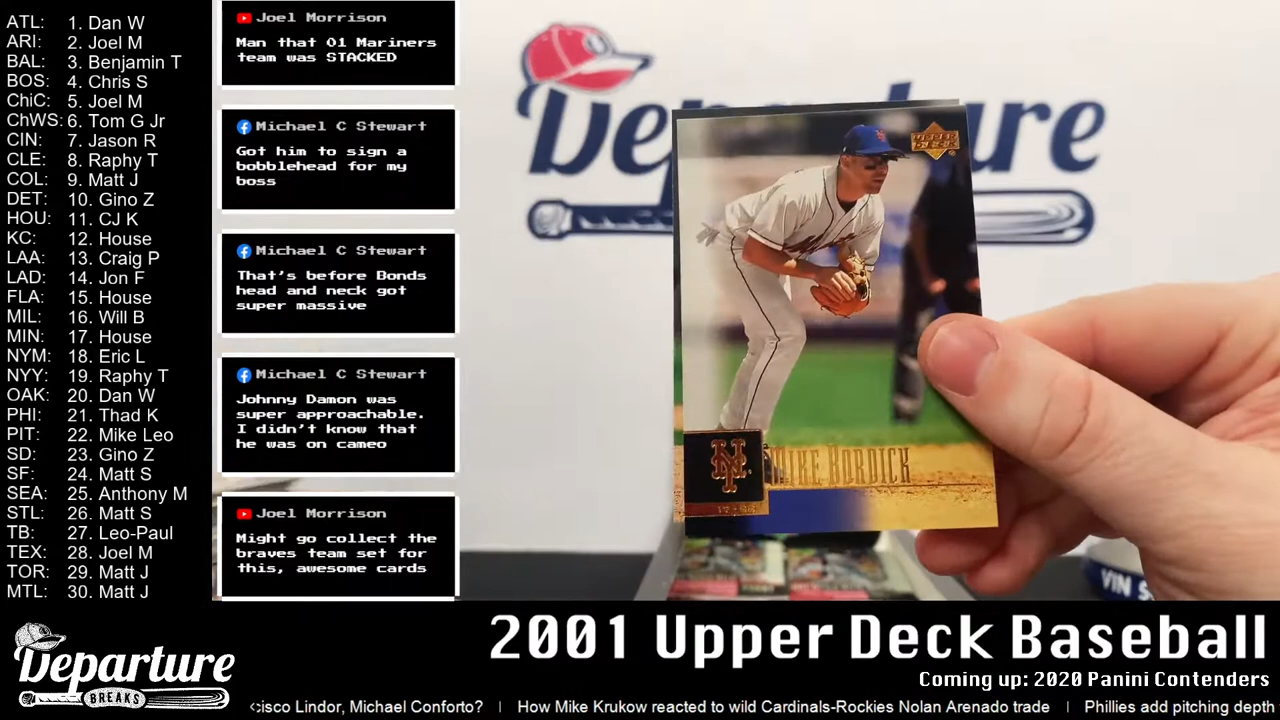 ATL: 1. Dan W
ARI: 2. Joel M
BAL: 3. Benjamin T
BOS: 4. Chris S
ChiC: 5. Joel M
ChWS: 6. Tom G Jr
CIN: 7. Jason R
CLE: 8. Raphy T
COL: 9. Matt J
DET: 10. Gino Z
HOU: 11. CJ K
KC: 12. House
LAA: 13. Craig P
LAD: 14. Jon F
FLA: 15. House
MIL: 16. Will B
MIN: 17. House
NYM: 18. Eric L
NYY: 19. Raphy T
OAK: 20. Dan W
PHI: 21. Thad K
PIT: 22. Mike Leo
SD: 23. Gino Z
SF: 24. Matt S
SEA: 25. Anthony M
STL: 26. Matt S
TB: 27. Leo-Paul
TEX: 28. Joel M
TOR: 29. Matt J
MTL: 30. Matt J
Joel Morrison
Man that 01 Mariners
team was STACKED
Michael C Stewart
Got him to sign a
bobblehead for my
boss
Michael C Stewart
That's before Bonds
head and neck got
super massive
Michael C Stewart
Johnny Damon was
super approachable.
I didn't know that
he was on cameo
Joel Morrison
Might go collect the
braves team set for
this, awesome cards
UPPER DECK
NY
MIKE BORDICK
VIN S
Departure
BREAKS
2001 Upper Deck Baseball
Coming up: 2020 Panini Contenders
cisco Lindor, Michael Conforto? | How Mike Krukow reacted to wild Cardinals-Rockies Nolan Arenado trade | Phillies add pitching depth